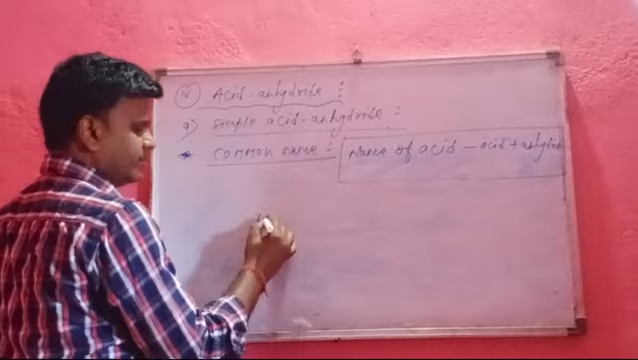 (iv) Acid-anhydride :
a) simple acid-anhydride :-
* Common name :- Name of acid - acid + anhydride